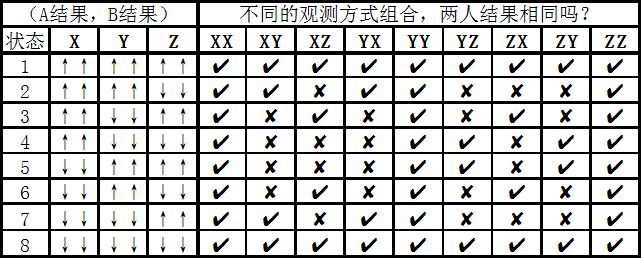 （A结果，B结果） 不同的观测方式组合，两人结果相同吗？
状态 X Y Z XX XY XZ YX YY YZ ZX ZY ZZ
1 ↑↑ ↑↑ ↑↑ ✔ ✔ ✔ ✔ ✔ ✔ ✔ ✔ ✔
2 ↑↑ ↑↑ ↓↓ ✔ ✔ ✘ ✔ ✔ ✘ ✘ ✘ ✔
3 ↑↑ ↓↓ ↑↑ ✔ ✘ ✔ ✘ ✔ ✘ ✔ ✘ ✔
4 ↑↑ ↓↓ ↓↓ ✔ ✘ ✘ ✘ ✔ ✔ ✘ ✔ ✔
5 ↓↓ ↑↑ ↑↑ ✔ ✘ ✘ ✘ ✔ ✔ ✘ ✔ ✔
6 ↓↓ ↑↑ ↓↓ ✔ ✘ ✔ ✘ ✔ ✘ ✔ ✘ ✔
7 ↓↓ ↓↓ ↑↑ ✔ ✔ ✘ ✔ ✔ ✘ ✘ ✘ ✔
8 ↓↓ ↓↓ ↓↓ ✔ ✔ ✔ ✔ ✔ ✔ ✔ ✔ ✔